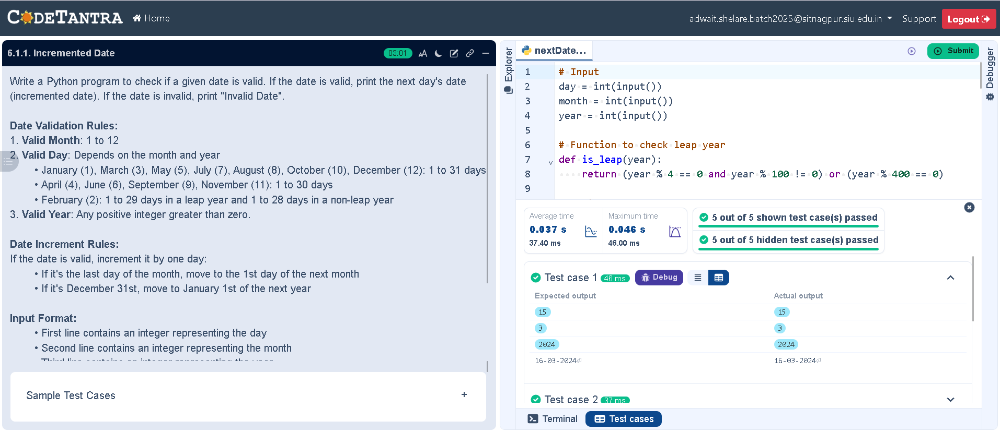 CODETANTRA
Home
adwait.shelare.batch2025@sitnagpur.siu.edu.in
Support
Logout
6.1.1. Incremented Date
03:01
Write a Python program to check if a given date is valid. If the date is valid, print the next day's date
(incremented date). If the date is invalid, print "Invalid Date".
Date Validation Rules:
1. Valid Month: 1 to 12
2. Valid Day: Depends on the month and year
• January (1), March (3), May (5), July (7), August (8), October (10), December (12): 1 to 31 days
• April (4), June (6), September (9), November (11): 1 to 30 days
• February (2): 1 to 29 days in a leap year and 1 to 28 days in a non-leap year
3. Valid Year: Any positive integer greater than zero.
Date Increment Rules:
If the date is valid, increment it by one day:
• If it's the last day of the month, move to the 1st day of the next month
• If it's December 31st, move to January 1st of the next year
Input Format:
• First line contains an integer representing the day
• Second line contains an integer representing the month
• Third line contains an integer representing the year
Sample Test Cases
+
Explorer
nextDate...
Submit
Debugger
1 # Input
2 day = int(input())
3 month = int(input())
4 year = int(input())
5
6 # Function to check leap year
7 def is_leap(year):
8 return (year % 4 == 0 and year % 100 != 0) or (year % 400 == 0)
9
Average time
0.037 s
37.40 ms
Maximum time
0.046 s
46.00 ms
5 out of 5 shown test case(s) passed
5 out of 5 hidden test case(s) passed
Test case 1
46 ms
Debug
Expected output
Actual output
15
15
3
3
2024
2024
16-03-2024⏎
16-03-2024⏎
Test case 2
37 ms
Terminal
Test cases